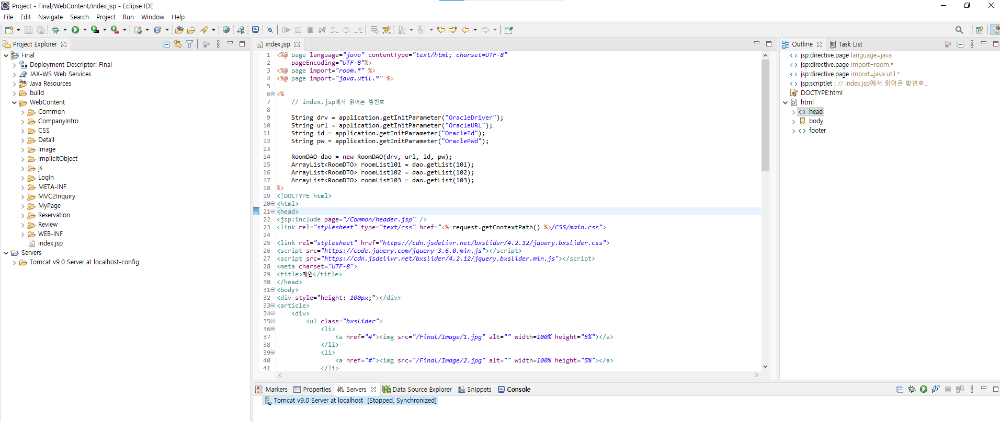 Project - Final/WebContent/index.jsp - Eclipse IDE
File Edit Navigate Search Project Run Window Help
Project Explorer
Final
Deployment Descriptor: Final
JAX-WS Web Services
Java Resources
build
WebContent
Common
CompanyIntro
CSS
Detail
Image
ImplicitObject
js
LogIn
META-INF
MVC2Inquiry
MyPage
Reservation
Review
WEB-INF
index.jsp
Servers
Tomcat v9.0 Server at localhost-config
index.jsp
1 <%@ page language="java" contentType="text/html; charset=UTF-8"
2     pageEncoding="UTF-8"%>
3 <%@ page import="room.*" %>
4 <%@ page import="java.util.*" %>
5
6 <%
7     // index.jsp에서 읽어온 방번호
8
9     String drv = application.getInitParameter("OracleDriver");
10     String url = application.getInitParameter("OracleURL");
11     String id = application.getInitParameter("OracleId");
12     String pw = application.getInitParameter("OraclePwd");
13
14     RoomDAO dao = new RoomDAO(drv, url, id, pw);
15     ArrayList<RoomDTO> roomList101 = dao.getList(101);
16     ArrayList<RoomDTO> roomList102 = dao.getList(102);
17     ArrayList<RoomDTO> roomList103 = dao.getList(103);
18 %>
19 <!DOCTYPE html>
20 <html>
21 <head>
22 <jsp:include page="/Common/header.jsp" />
23 <link rel="stylesheet" type="text/css" href="<%=request.getContextPath() %>/CSS/main.css">
24
25 <link rel="stylesheet" href="https://cdn.jsdelivr.net/bxslider/4.2.12/jquery.bxslider.css">
26 <script src="https://code.jquery.com/jquery-3.6.0.min.js"></script>
27 <script src="https://cdn.jsdelivr.net/bxslider/4.2.12/jquery.bxslider.min.js"></script>
28 <meta charset="UTF-8">
29 <title>메인</title>
30 </head>
31 <body>
32 <div style="height: 100px;"></div>
33 <article>
34     <div>
35         <ul class="bxslider">
36             <li>
37                 <a href="#"><img src="/Final/Image/1.jpg" alt="" width=100% height="5%"></a>
38             </li>
39             <li>
40                 <a href="#"><img src="/Final/Image/2.jpg" alt="" width=100% height="5%"></a>
41             </li>
Outline Task List
jsp:directive.page language=java
jsp:directive.page import=room.*
jsp:directive.page import=java.util.*
jsp:scriptlet : // index.jsp에서 읽어온 방번호...
DOCTYPE:html
html
head
body
footer
Markers Properties Servers Data Source Explorer Snippets Console
Tomcat v9.0 Server at localhost [Stopped, Synchronized]